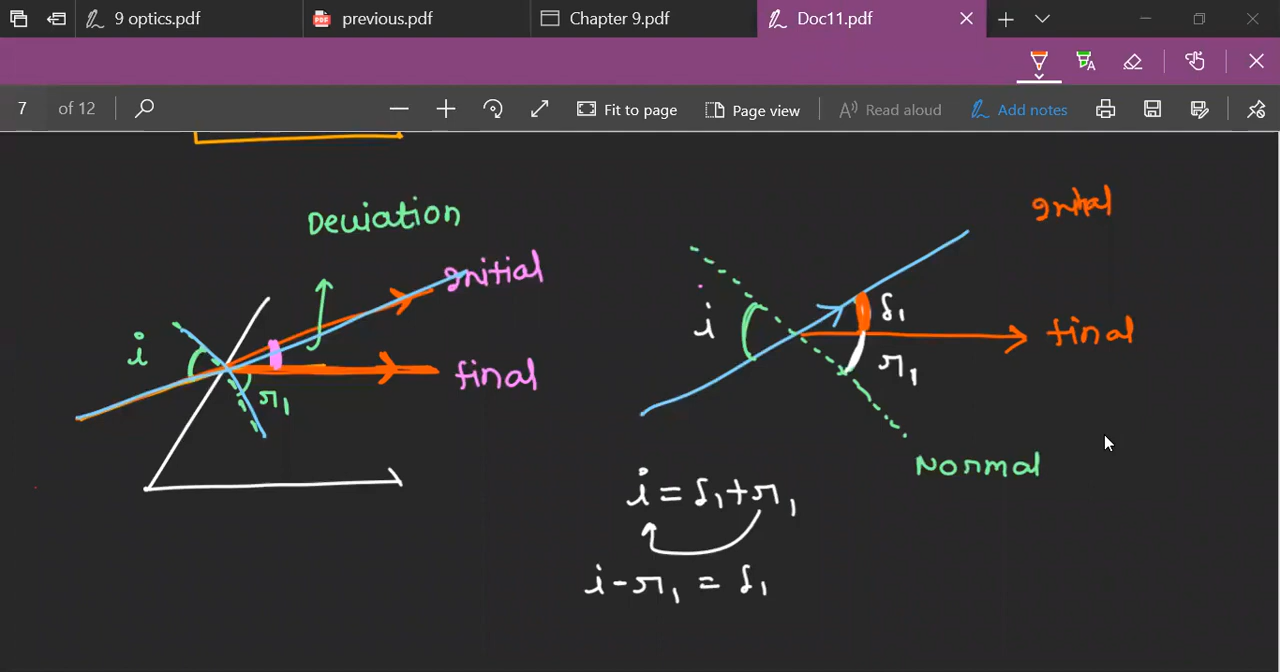 9 optics.pdf
previous.pdf
Chapter 9.pdf
Doc11.pdf
7 of 12
Fit to page
Page view
Read aloud
Add notes
Deviation
initial
i
r₁
final
initial
i
δ₁
final
r₁
Normal
i = δ₁ + r₁
i - r₁ = δ₁